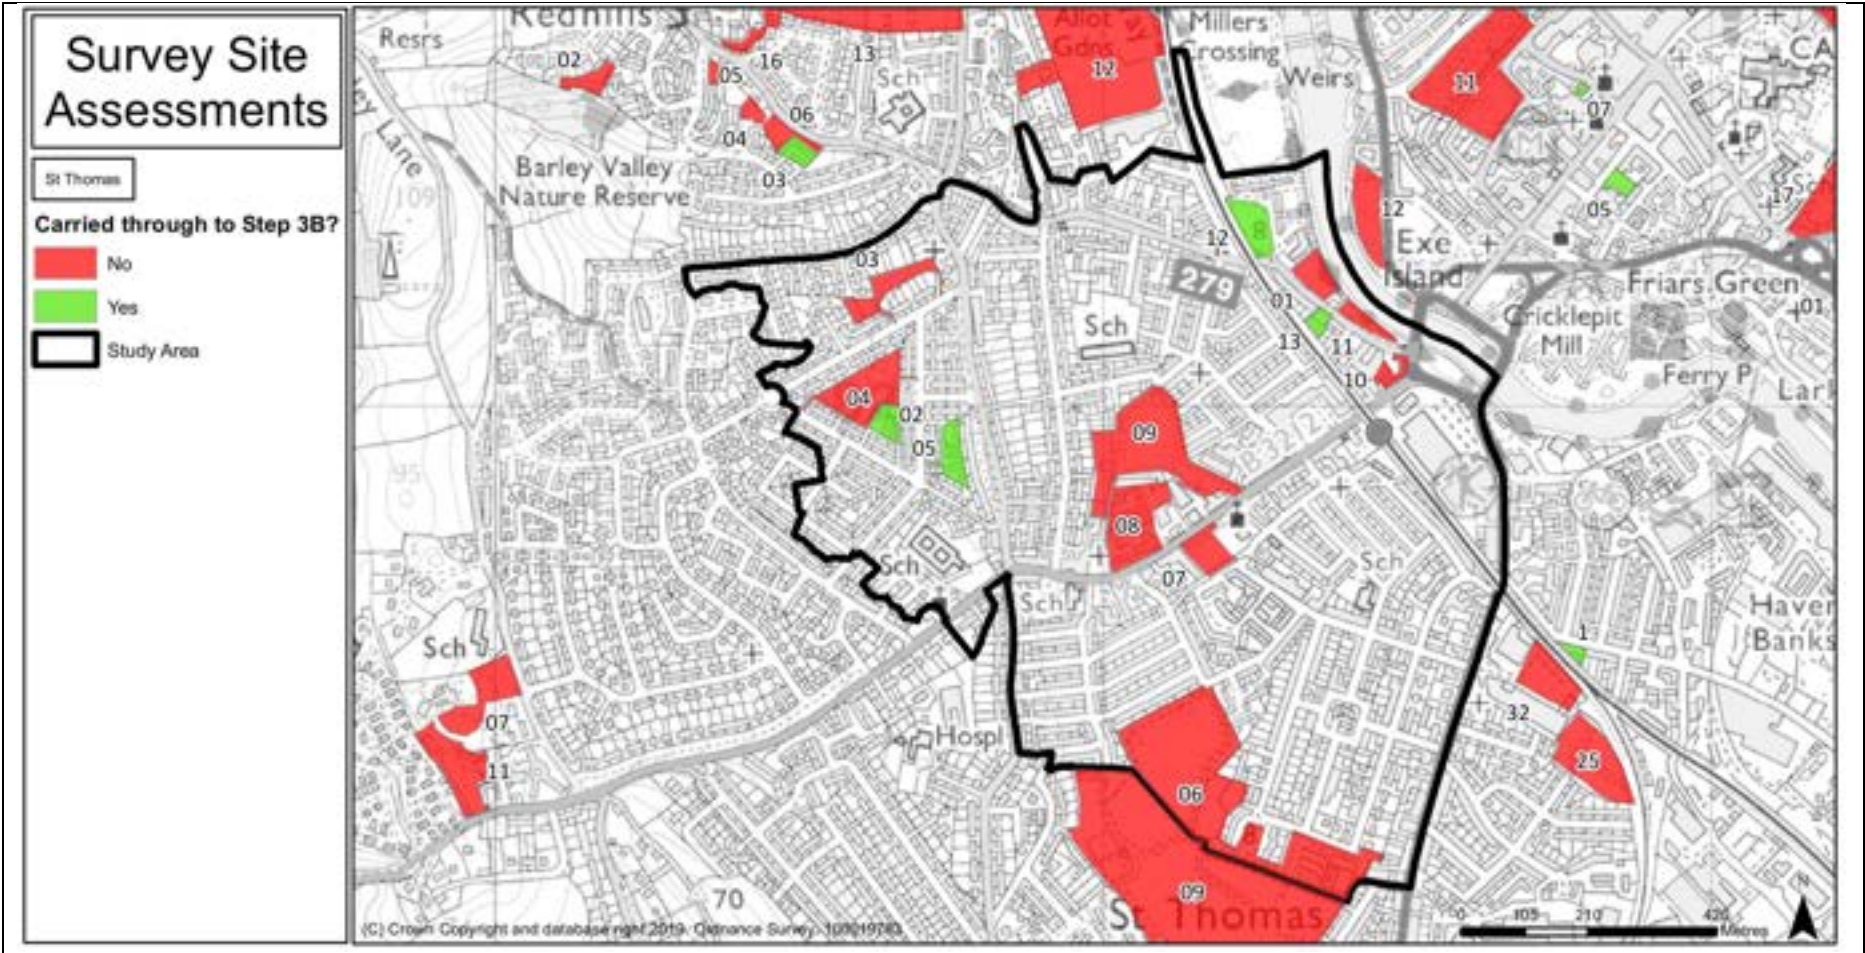 Survey Site
Assessments
St Thomas
Carried through to Step 3B?
No
Yes
Study Area
Resrs
Redhills
02
16
13
05
Sch
06
04
03
Barley Valley
Nature Reserve
109
Lane
Allot
Gdns
12
Millers
Crossing
Weirs
11
07
CA
05
17
Sch
12
Exe
Island
Friars Green
01
Cricklepit
Mill
Ferry P
03
12
279
01
13
11
10
Sch
04
02
05
09
08
07
Sch
Sch
Sch
95
Sch
07
11
Hospl
1
Haven
Banks
32
25
06
09
St Thomas
70
(C) Crown Copyright and database right 2019. Ordnance Survey.
0 105 210 420
Metres
N